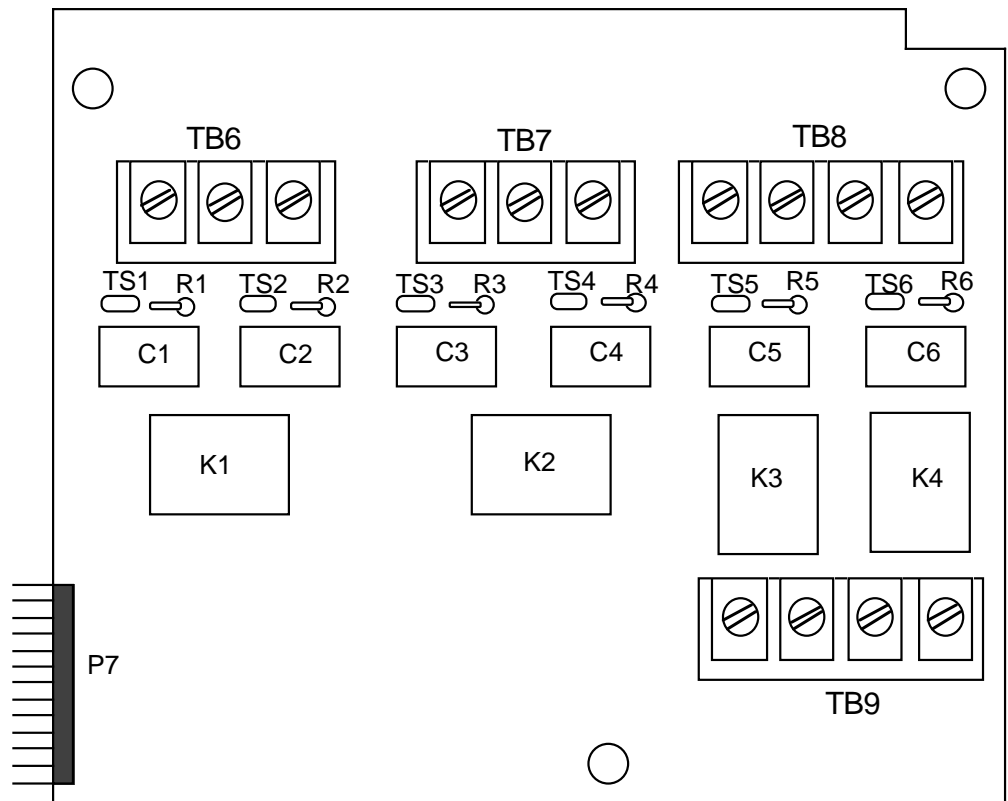 TB6 TB7 TB8
TS1 R1 TS2 R2 TS3 R3 TS4 R4 TS5 R5 TS6 R6
C1 C2 C3 C4 C5 C6
K1 K2 K3 K4
P7
TB9